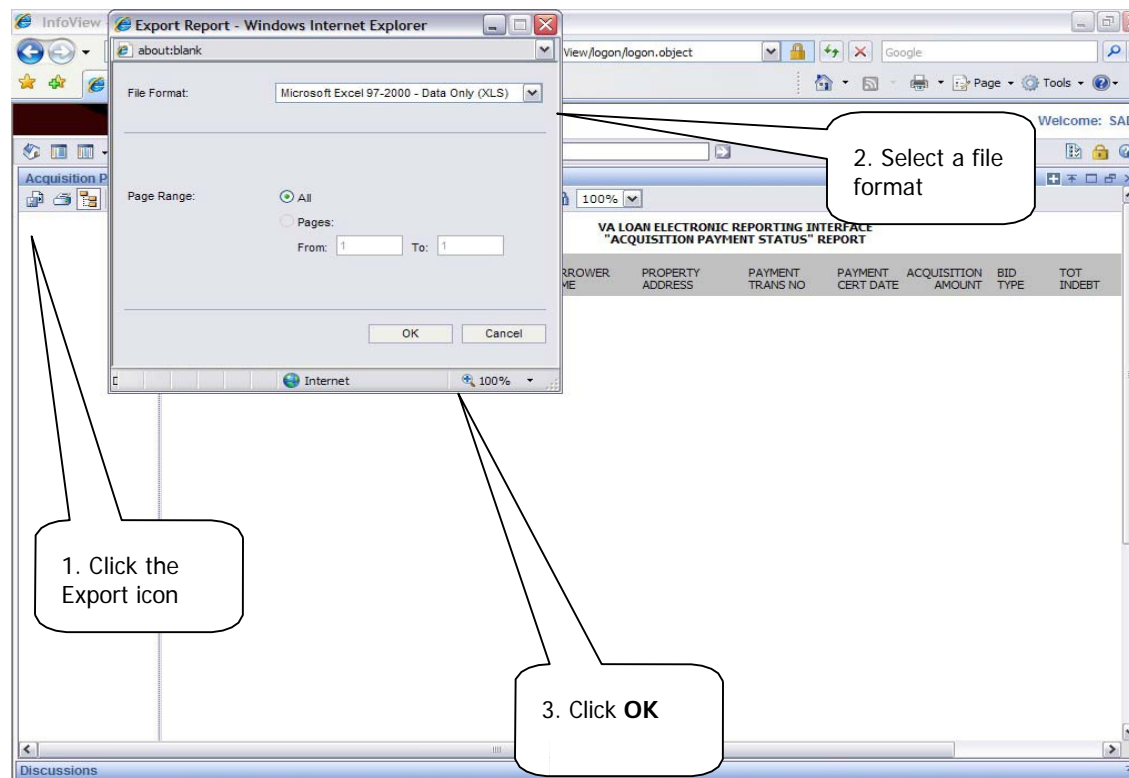 InfoView
Export Report - Windows Internet Explorer
about:blank
View/logon/logon.object
Google
Page
Tools
File Format:
Microsoft Excel 97-2000 - Data Only (XLS)
Welcome: SAD
2. Select a file
format
Acquisition P
Page Range:
All
100%
Pages:
From: 1 To: 1
VA LOAN ELECTRONIC REPORTING INTERFACE
"ACQUISITION PAYMENT STATUS" REPORT
RROWER PROPERTY PAYMENT PAYMENT ACQUISITION BID TOT
ME ADDRESS TRANS NO CERT DATE AMOUNT TYPE INDEBT
OK Cancel
Internet 100%
1. Click the
Export icon
3. Click OK
Discussions